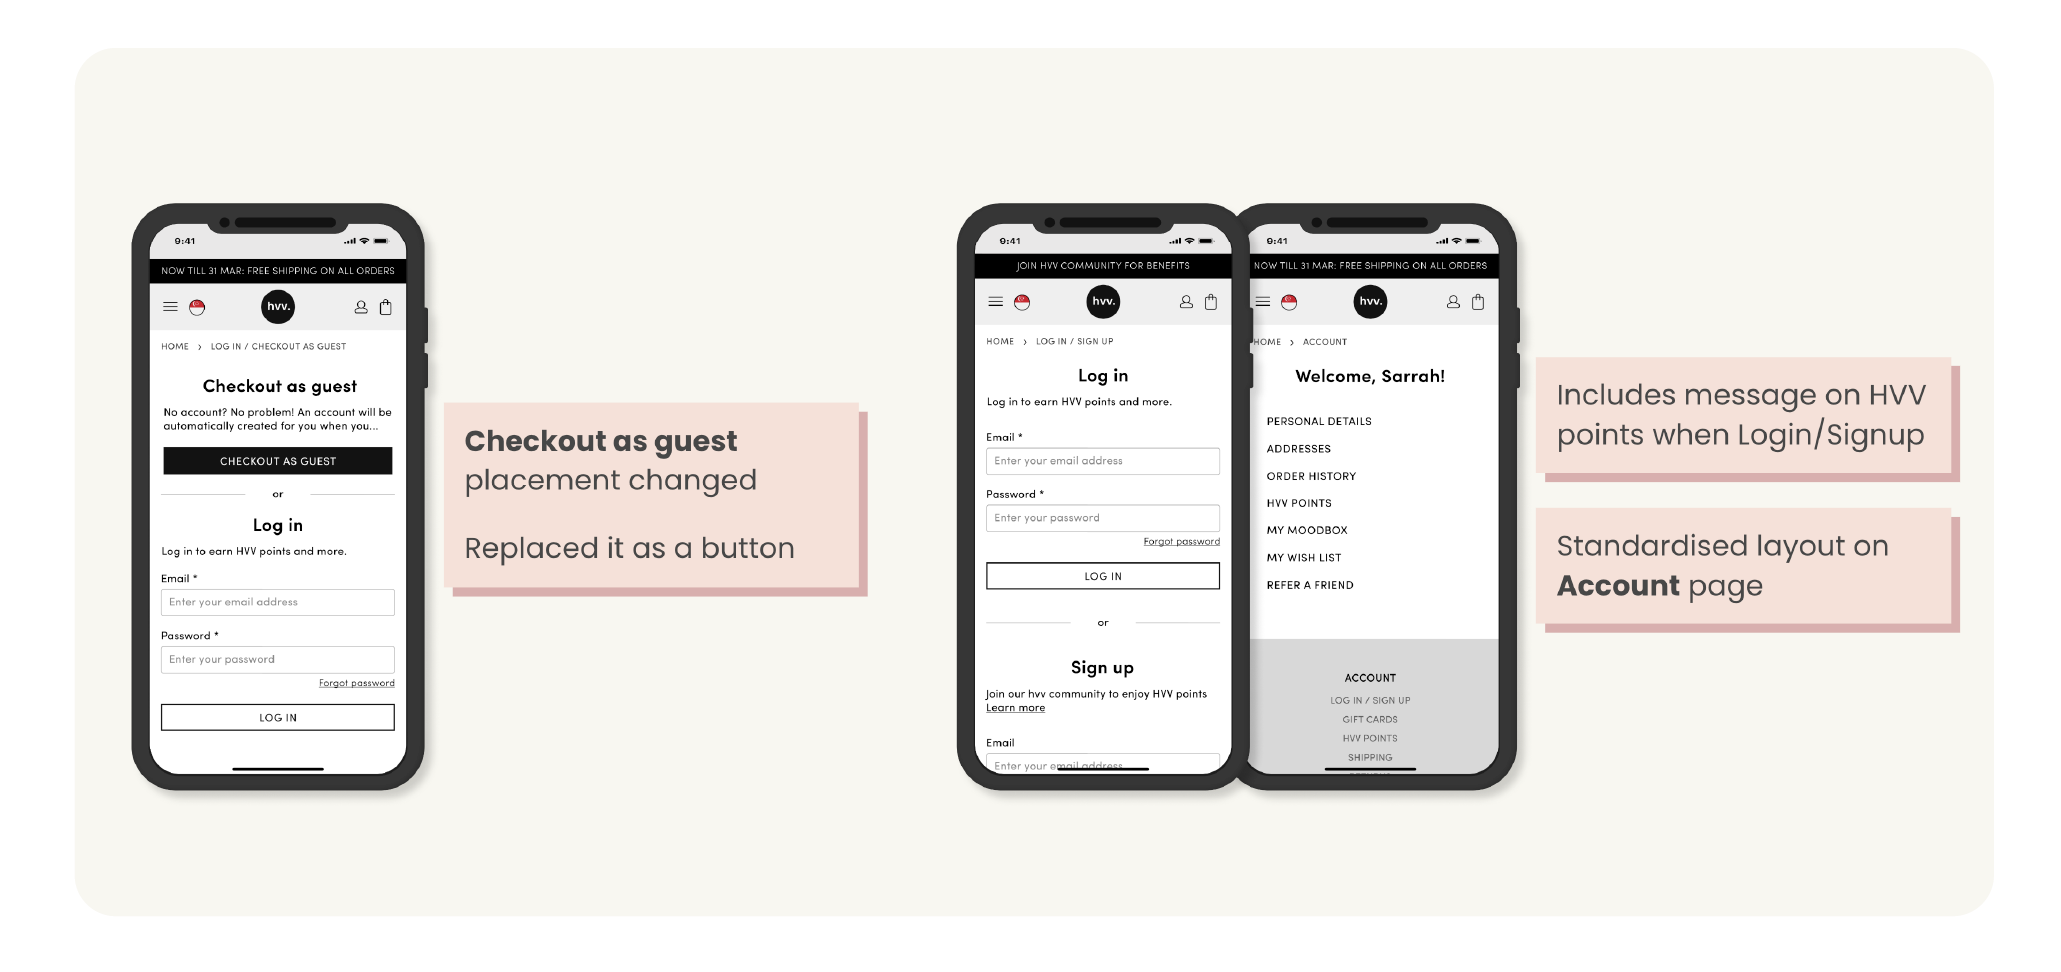 9:41
NOW TILL 31 MAR: FREE SHIPPING ON ALL ORDERS
hvv.
HOME > LOG IN / CHECKOUT AS GUEST
Checkout as guest
No account? No problem! An account will be
automatically created for you when you...
CHECKOUT AS GUEST
or
Log in
Log in to earn HVV points and more.
Email *
Enter your email address
Password *
Enter your password
Forgot password
LOG IN
Checkout as guest
placement changed
Replaced it as a button
9:41
JOIN HVV COMMUNITY FOR BENEFITS
hvv.
HOME > LOG IN / SIGN UP
Log in
Log in to earn HVV points and more.
Email *
Enter your email address
Password *
Enter your password
Forgot password
LOG IN
or
Sign up
Join our hvv community to enjoy HVV points
Learn more
Email
Enter your email address
9:41
NOW TILL 31 MAR: FREE SHIPPING ON ALL ORDERS
hvv.
HOME > ACCOUNT
Welcome, Sarrah!
PERSONAL DETAILS
ADDRESSES
ORDER HISTORY
HVV POINTS
MY MOODBOX
MY WISH LIST
REFER A FRIEND
ACCOUNT
LOG IN / SIGN UP
GIFT CARDS
HVV POINTS
SHIPPING
Includes message on HVV
points when Login/Signup
Standardised layout on
Account page